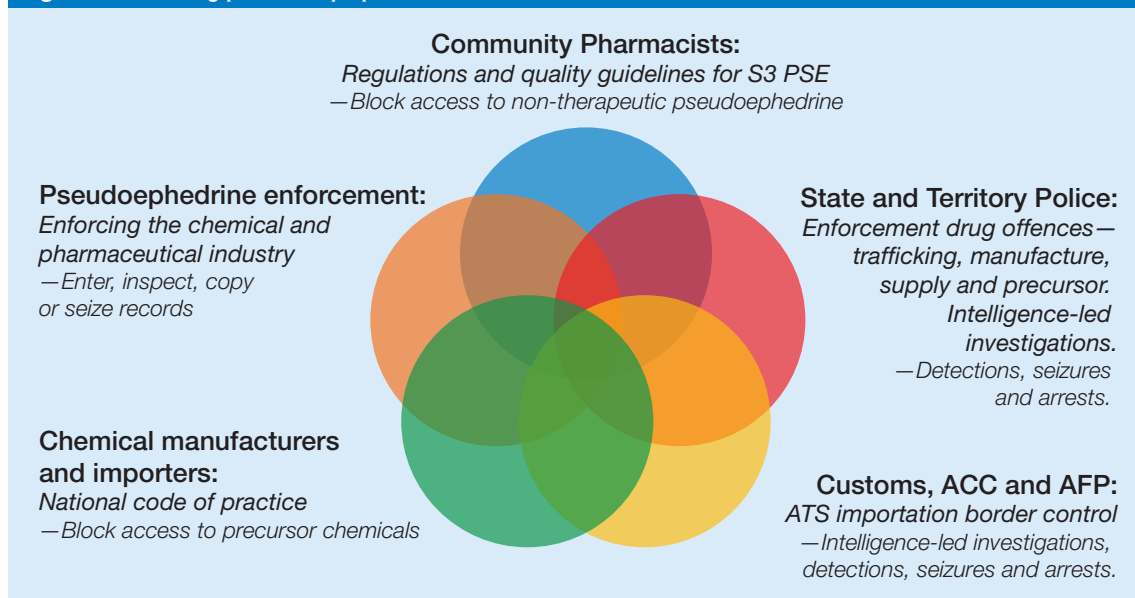 Community Pharmacists:
Regulations and quality guidelines for S3 PSE
—Block access to non-therapeutic pseudoephedrine
Pseudoephedrine enforcement:
Enforcing the chemical and
pharmaceutical industry
—Enter, inspect, copy
or seize records
State and Territory Police:
Enforcement drug offences—
trafficking, manufacture,
supply and precursor.
Intelligence-led
investigations.
—Detections, seizures
and arrests.
Chemical manufacturers
and importers:
National code of practice
—Block access to precursor chemicals
Customs, ACC and AFP:
ATS importation border control
—Intelligence-led investigations,
detections, seizures and arrests.